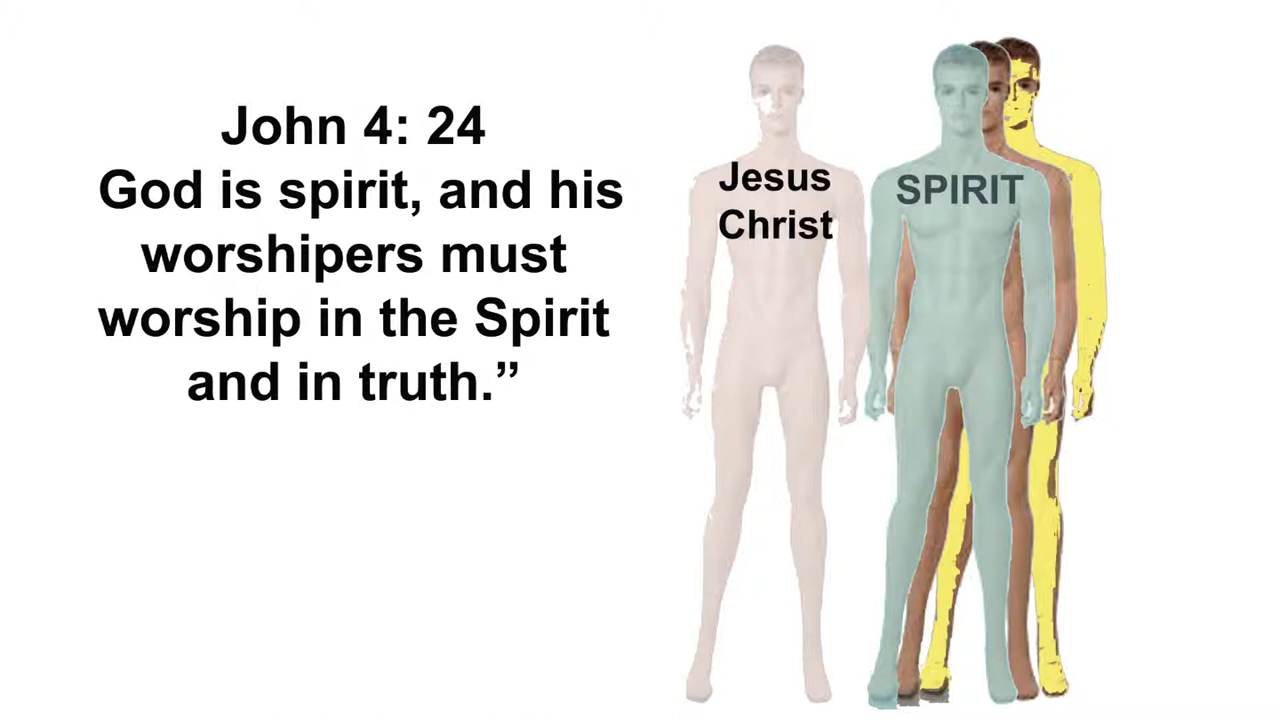 John 4: 24
God is spirit, and his
worshipers must
worship in the Spirit
and in truth.”
Jesus
Christ
SPIRIT